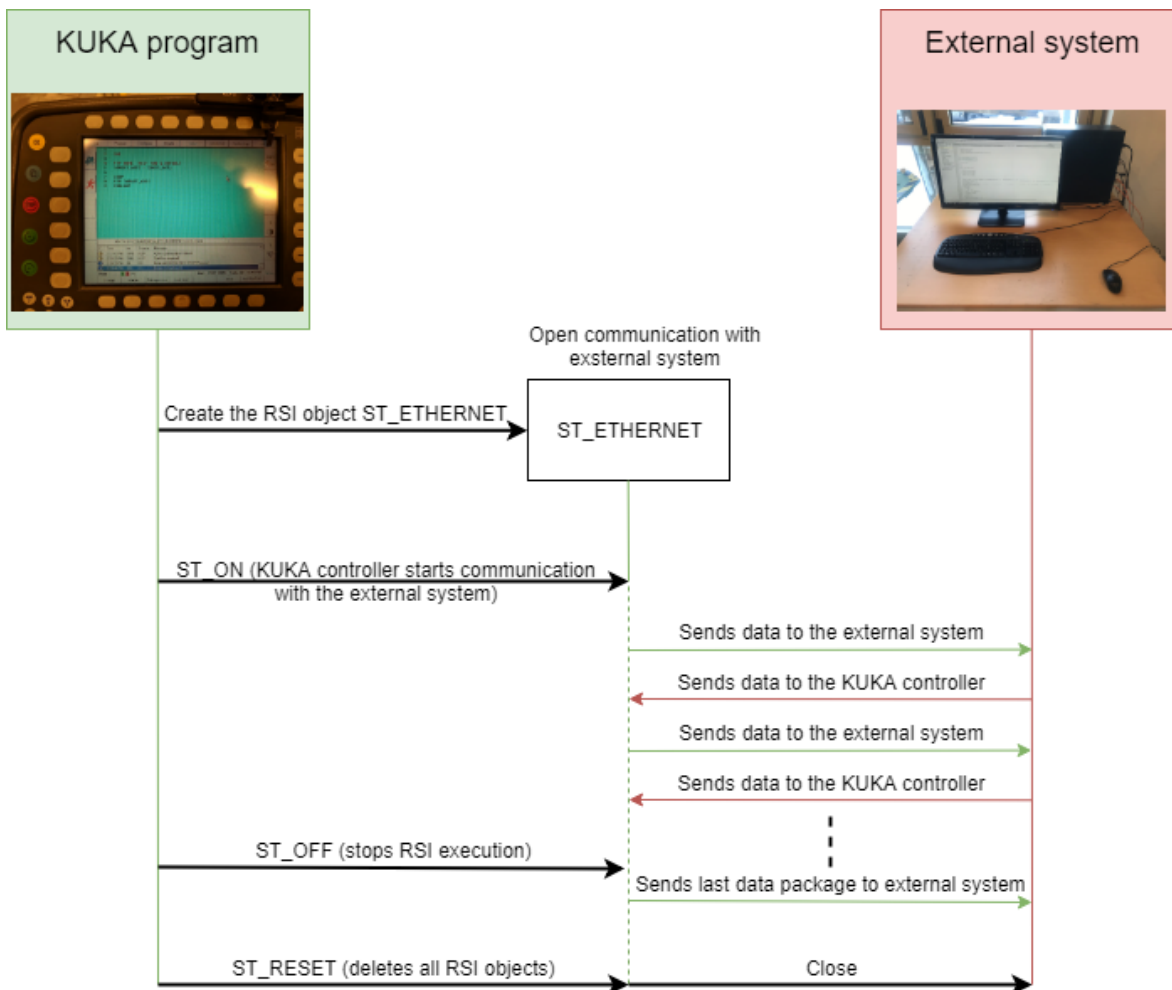 KUKA program
External system
Open communication with
exsternal system
Create the RSI object ST_ETHERNET
ST_ETHERNET
ST_ON (KUKA controller starts communication
with the external system)
Sends data to the external system
Sends data to the KUKA controller
Sends data to the external system
Sends data to the KUKA controller
ST_OFF (stops RSI execution)
Sends last data package to external system
ST_RESET (deletes all RSI objects)
Close